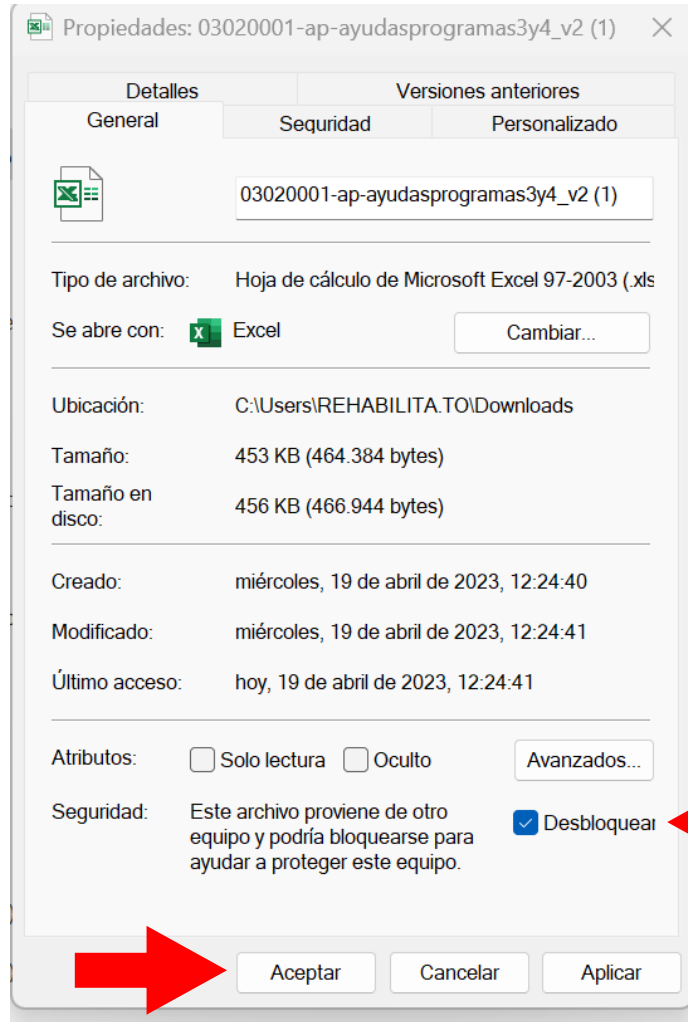 Propiedades: 03020001-ap-ayudasprogramas3y4_v2 (1)
Detalles
Versiones anteriores
General
Seguridad
Personalizado
03020001-ap-ayudasprogramas3y4_v2 (1)
Tipo de archivo: Hoja de cálculo de Microsoft Excel 97-2003 (.xls
Se abre con: Excel Cambiar...
Ubicación: C:\Users\REHABILITA.TO\Downloads
Tamaño: 453 KB (464.384 bytes)
Tamaño en
disco: 456 KB (466.944 bytes)
Creado: miércoles, 19 de abril de 2023, 12:24:40
Modificado: miércoles, 19 de abril de 2023, 12:24:41
Último acceso: hoy, 19 de abril de 2023, 12:24:41
Atributos: Solo lectura Oculto Avanzados...
Seguridad: Este archivo proviene de otro
equipo y podría bloquearse para
ayudar a proteger este equipo.
Desbloquear
Aceptar Cancelar Aplicar